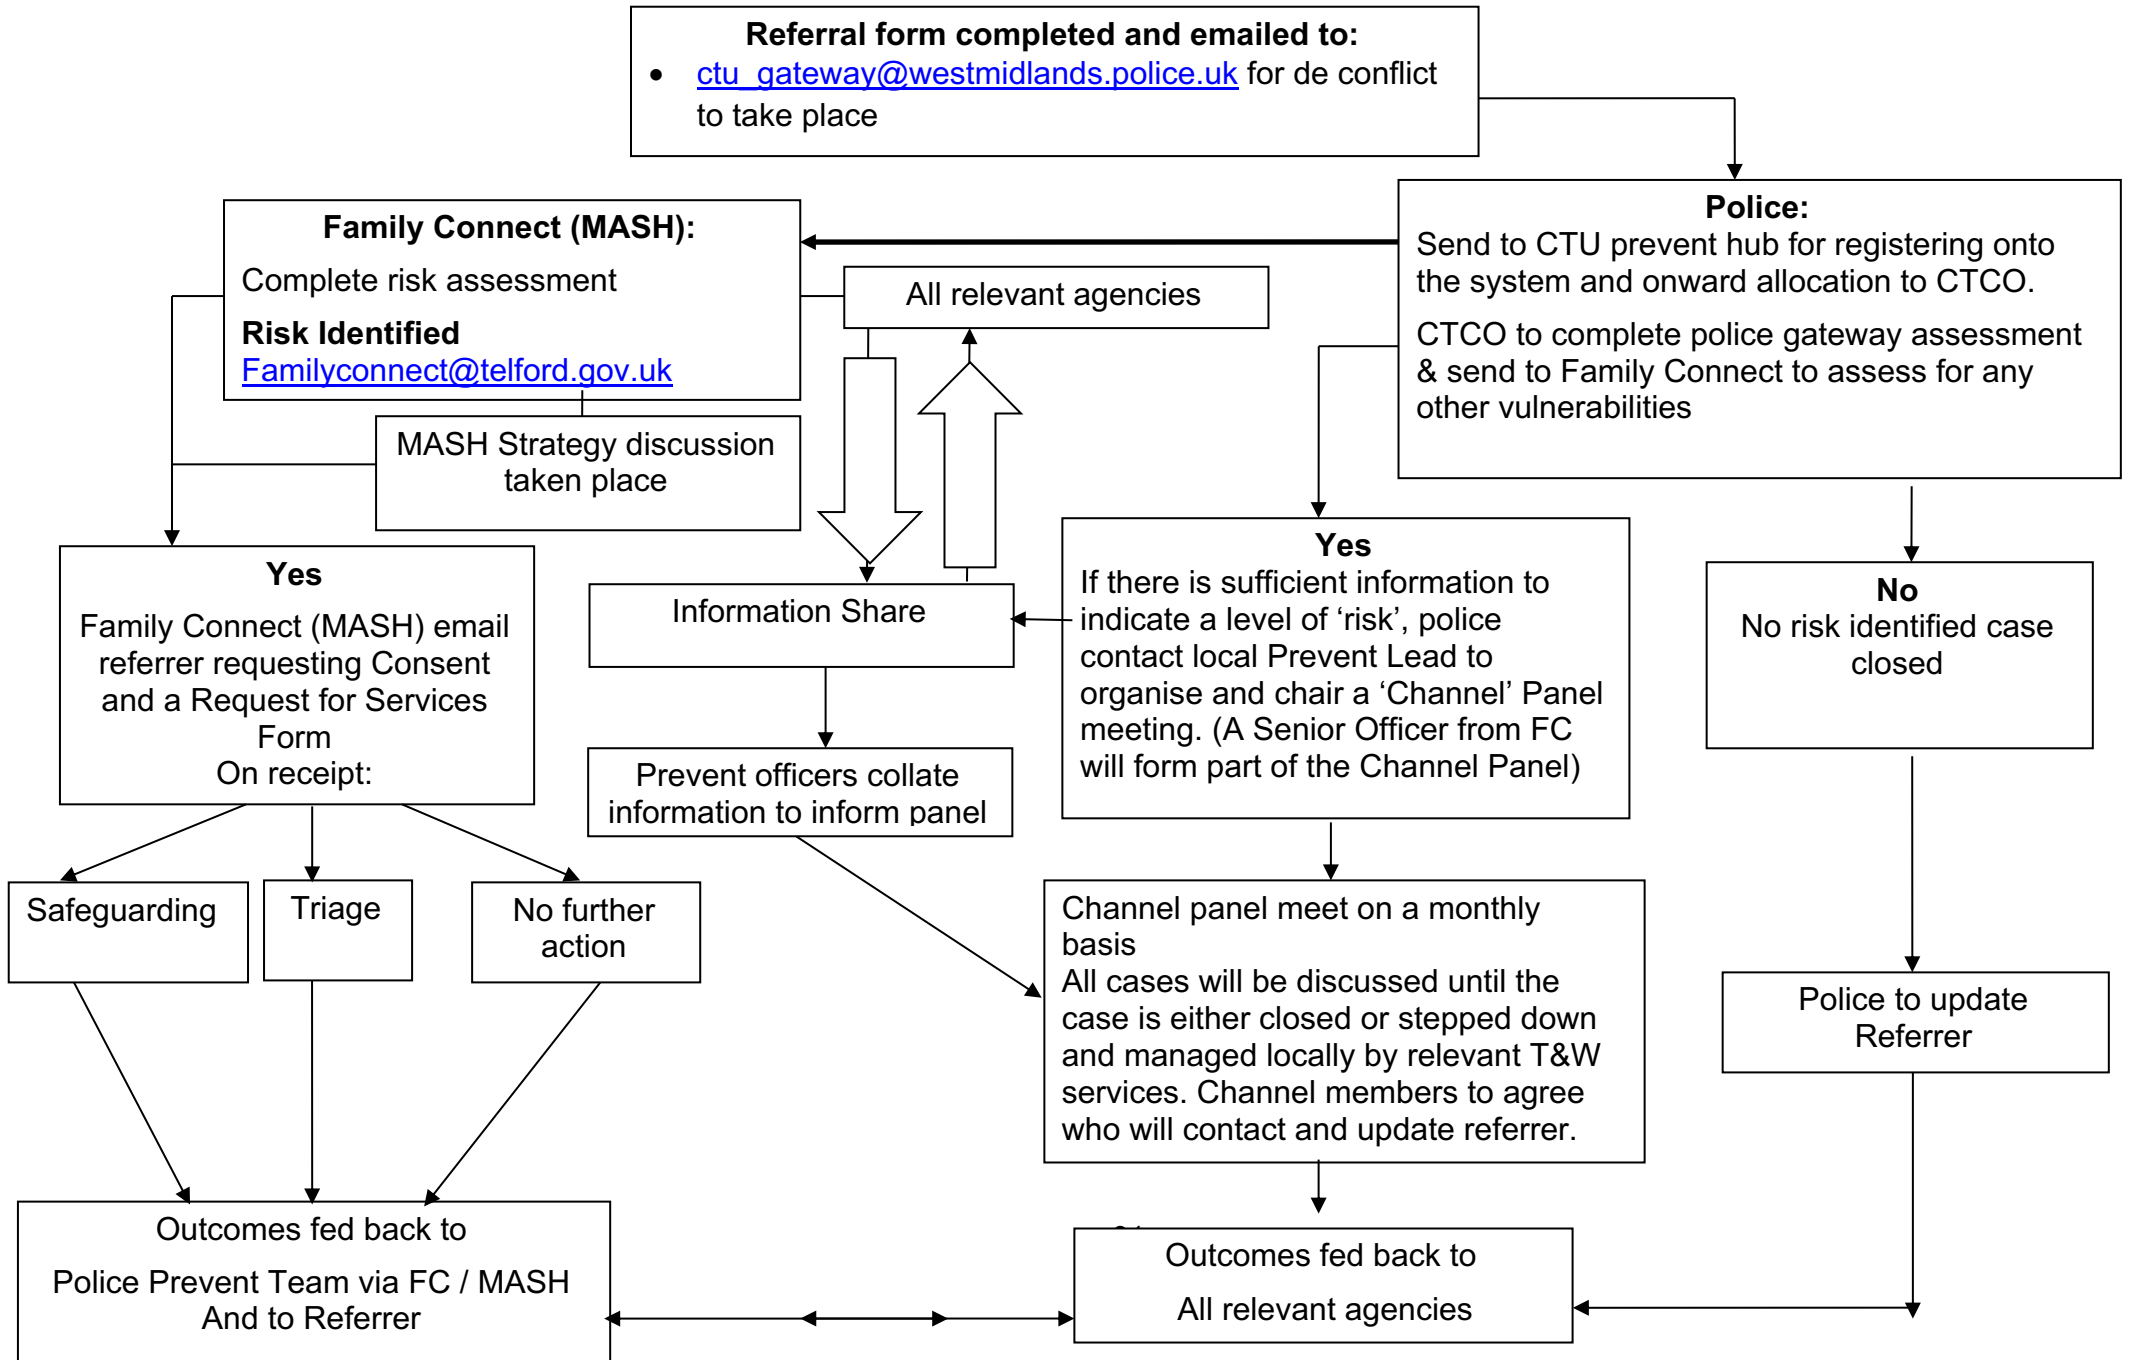 Referral form completed and emailed to:
• ctu_gateway@westmidlands.police.uk for de conflict
to take place
Family Connect (MASH):
Complete risk assessment
Risk Identified
Familyconnect@telford.gov.uk
All relevant agencies
Police:
Send to CTU prevent hub for registering onto
the system and onward allocation to CTCO.
CTCO to complete police gateway assessment
& send to Family Connect to assess for any
other vulnerabilities
MASH Strategy discussion
taken place
Yes
Family Connect (MASH) email
referrer requesting Consent
and a Request for Services
Form
On receipt:
Information Share
Yes
If there is sufficient information to
indicate a level of ‘risk’, police
contact local Prevent Lead to
organise and chair a ‘Channel’ Panel
meeting. (A Senior Officer from FC
will form part of the Channel Panel)
No
No risk identified case
closed
Prevent officers collate
information to inform panel
Safeguarding
Triage
No further
action
Channel panel meet on a monthly
basis
All cases will be discussed until the
case is either closed or stepped down
and managed locally by relevant T&W
services. Channel members to agree
who will contact and update referrer.
Police to update
Referrer
Outcomes fed back to
Police Prevent Team via FC / MASH
And to Referrer
Outcomes fed back to
All relevant agencies